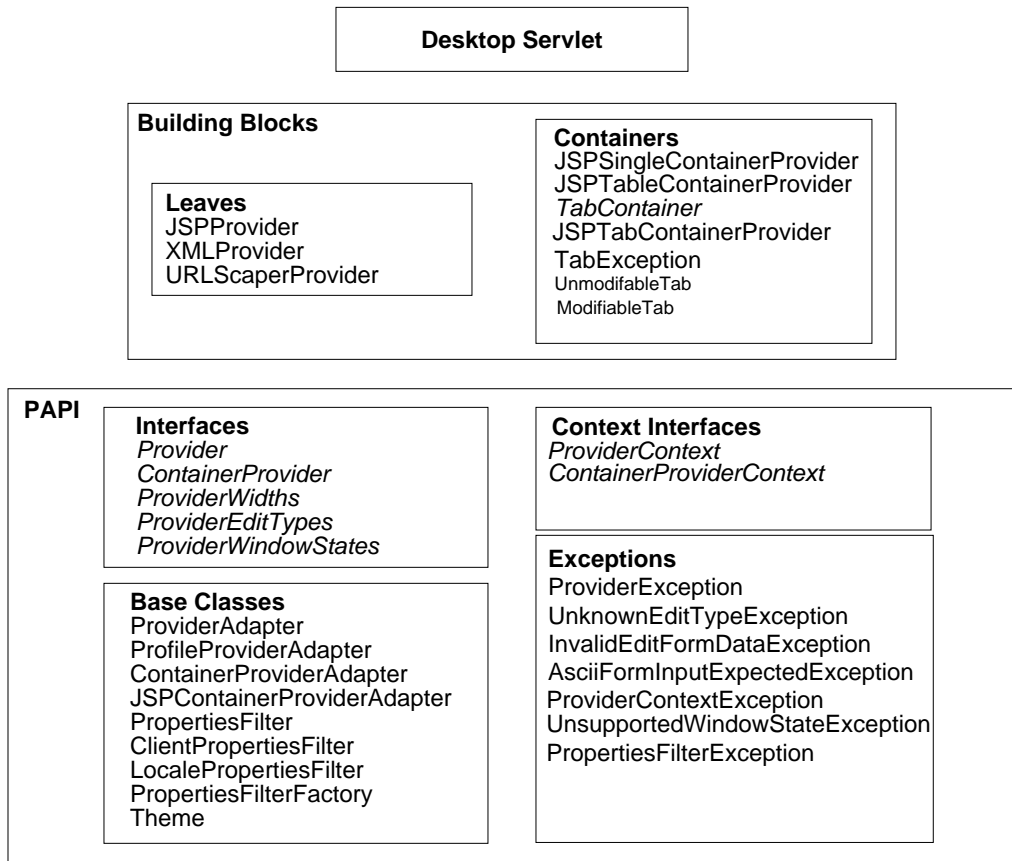 Desktop Servlet
Building Blocks
Leaves
JSPProvider
XMLProvider
URLScaperProvider
Containers
JSPSingleContainerProvider
JSPTableContainerProvider
TabContainer
JSPTabContainerProvider
TabException
UnmodifableTab
ModifiableTab
PAPI
Interfaces
Provider
ContainerProvider
ProviderWidths
ProviderEditTypes
ProviderWindowStates
Context Interfaces
ProviderContext
ContainerProviderContext
Base Classes
ProviderAdapter
ProfileProviderAdapter
ContainerProviderAdapter
JSPContainerProviderAdapter
PropertiesFilter
ClientPropertiesFilter
LocalePropertiesFilter
PropertiesFilterFactory
Theme
Exceptions
ProviderException
UnknownEditTypeException
InvalidEditFormDataException
AsciiFormInputExpectedException
ProviderContextException
UnsupportedWindowStateException
PropertiesFilterException